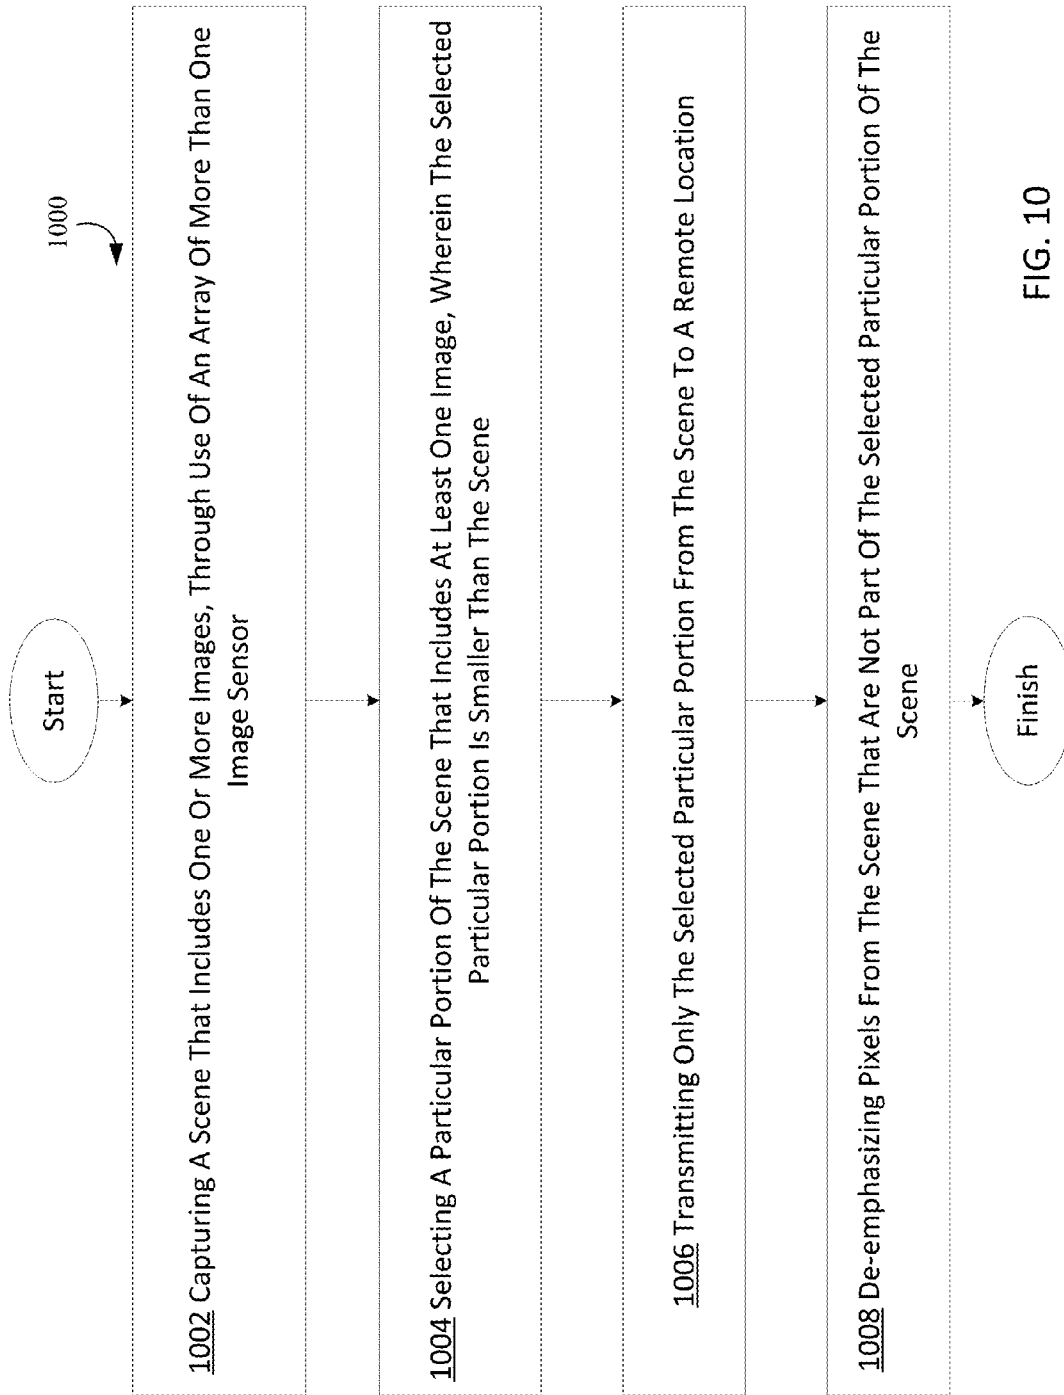 1000
Start
1002 Capturing A Scene That Includes One Or More Images, Through Use Of An Array Of More Than One
Image Sensor
1004 Selecting A Particular Portion Of The Scene That Includes At Least One Image, Wherein The Selected
Particular Portion Is Smaller Than The Scene
1006 Transmitting Only The Selected Particular Portion From The Scene To A Remote Location
1008 De-emphasizing Pixels From The Scene That Are Not Part Of The Selected Particular Portion Of The
Scene
Finish
FIG. 10